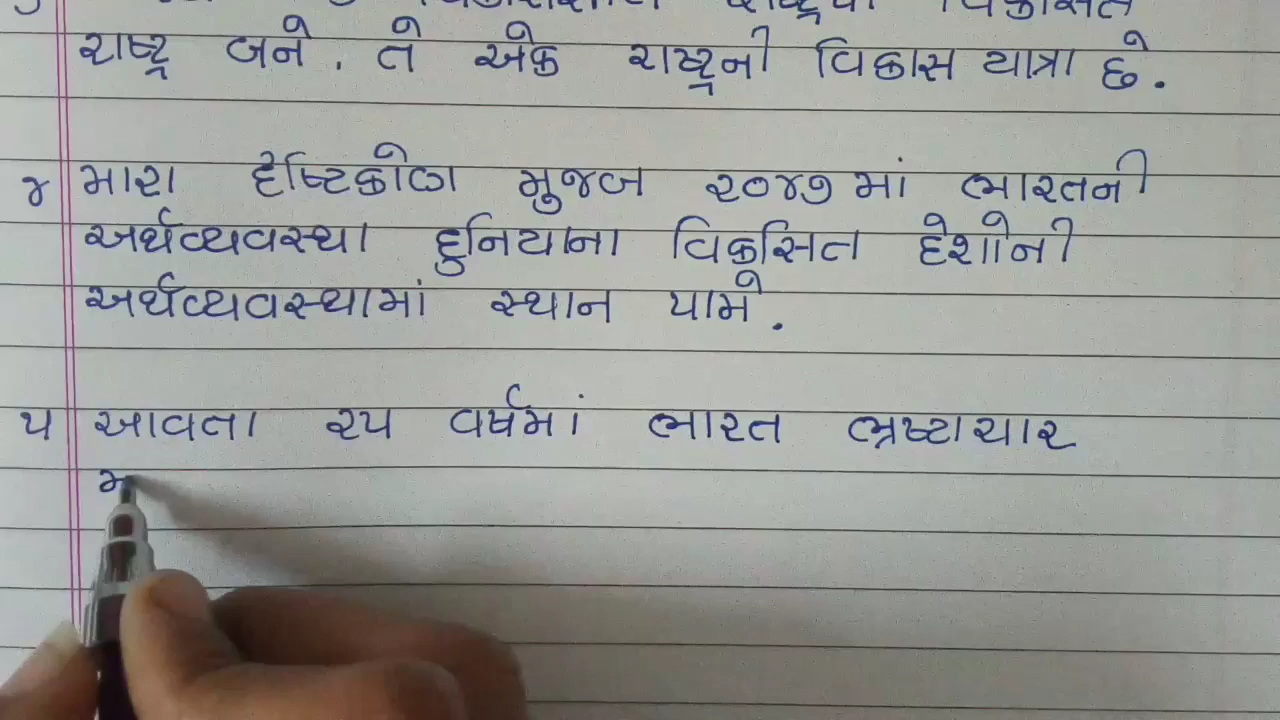 રાષ્ટ્ર બને. તે એક રાષ્ટ્રની વિકાસ યાત્રા છે.
૪ મારા દૃષ્ટિકોણ મુજબ ૨૦૪૭ માં ભારતની
અર્થવ્યવસ્થા દુનિયાના વિકસિત દેશોની
અર્થવ્યવસ્થામાં સ્થાન પામે.
૫ આવતા ૨૫ વર્ષમાં ભારત ભ્રષ્ટાચાર